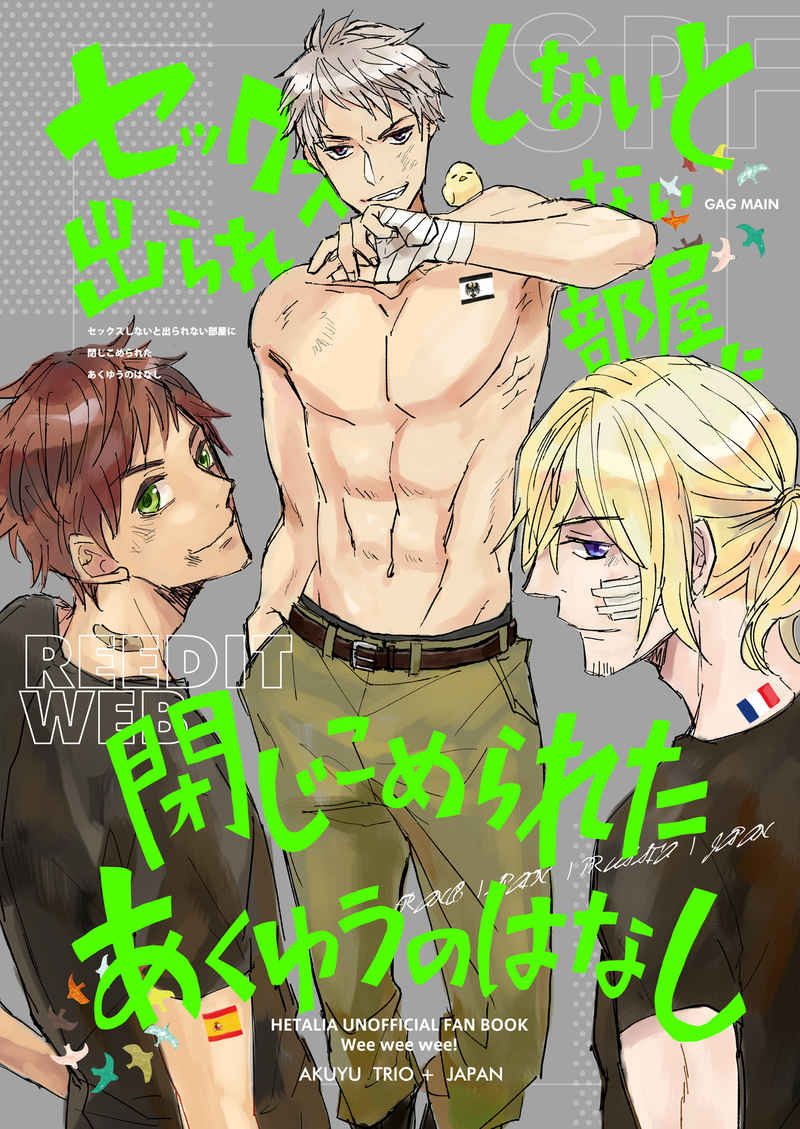 SPF
セックスしないと
出られない
部屋に
GAG MAIN
セックスしないと出られない部屋に
閉じこめられた
あくゆうのはなし
REEDIT
WEB
閉じこめられた
FRANCE | SPAIN | PRUSSIA | JAPAN
あくゆうのはなし
HETALIA UNOFFICIAL FAN BOOK
Wee wee wee!
AKUYU TRIO + JAPAN